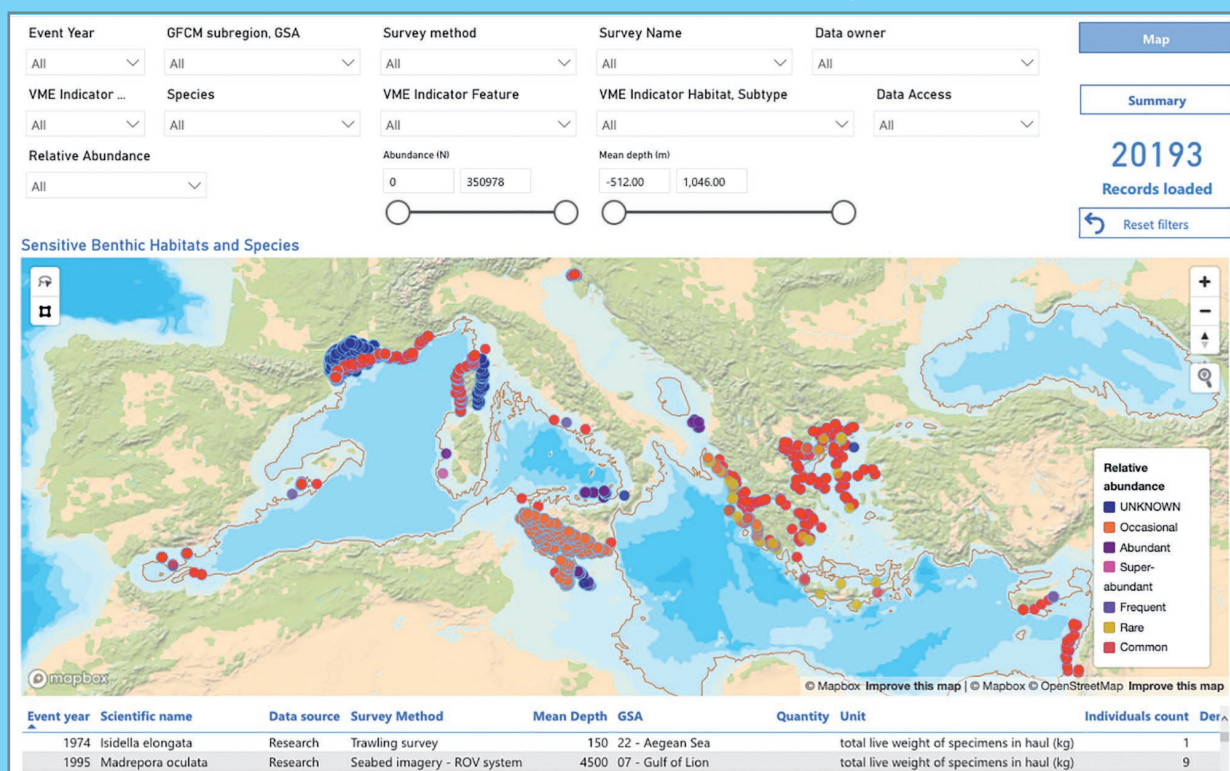 Event Year GFCM subregion, GSA Survey method Survey Name Data owner
All All All All All
Map
VME Indicator ... Species VME Indicator Feature VME Indicator Habitat, Subtype Data Access
All All All All All
Summary
Relative Abundance Abundance (N) Mean depth (m)
All 0 350978 -512.00 1,046.00
20193
Records loaded
Reset filters
Sensitive Benthic Habitats and Species
Relative
abundance
UNKNOWN
Occasional
Abundant
Super-
abundant
Frequent
Rare
Common
mapbox
© Mapbox Improve this map | © Mapbox © OpenStreetMap Improve this map
Event year Scientific name Data source Survey Method Mean Depth GSA Quantity Unit Individuals count Der
1974 Isidella elongata Research Trawling survey 150 22 - Aegean Sea total live weight of specimens in haul (kg) 1
1995 Madrepora oculata Research Seabed imagery - ROV system 4500 07 - Gulf of Lion total live weight of specimens in haul (kg) 9